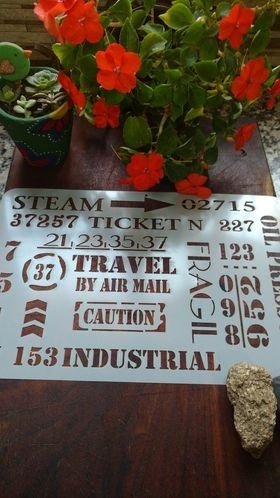 STEAM 02715
37257 TICKET N 227
21,23,35,37
37
TRAVEL
BY AIR MAIL
CAUTION
153 INDUSTRIAL
FRAGIL
123